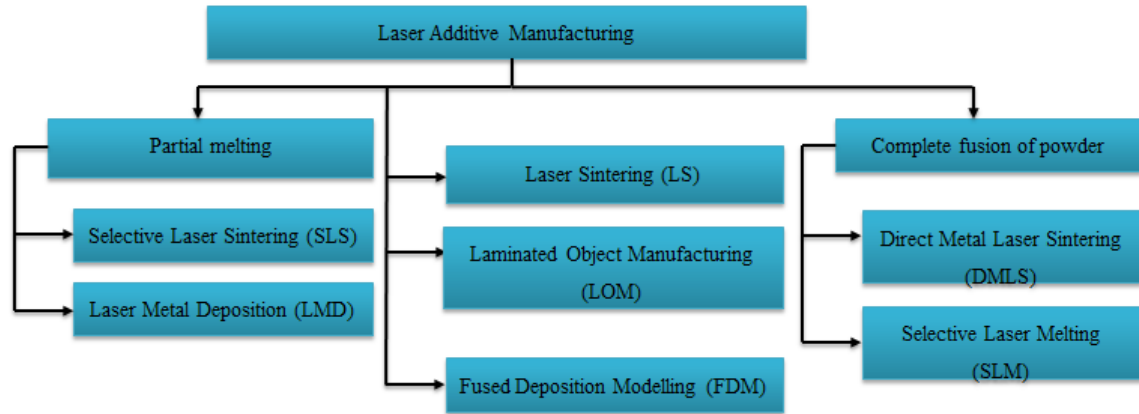 Laser Additive Manufacturing
Partial melting
Selective Laser Sintering (SLS)
Laser Metal Deposition (LMD)
Laser Sintering (LS)
Laminated Object Manufacturing
(LOM)
Fused Deposition Modelling (FDM)
Complete fusion of powder
Direct Metal Laser Sintering
(DMLS)
Selective Laser Melting
(SLM)